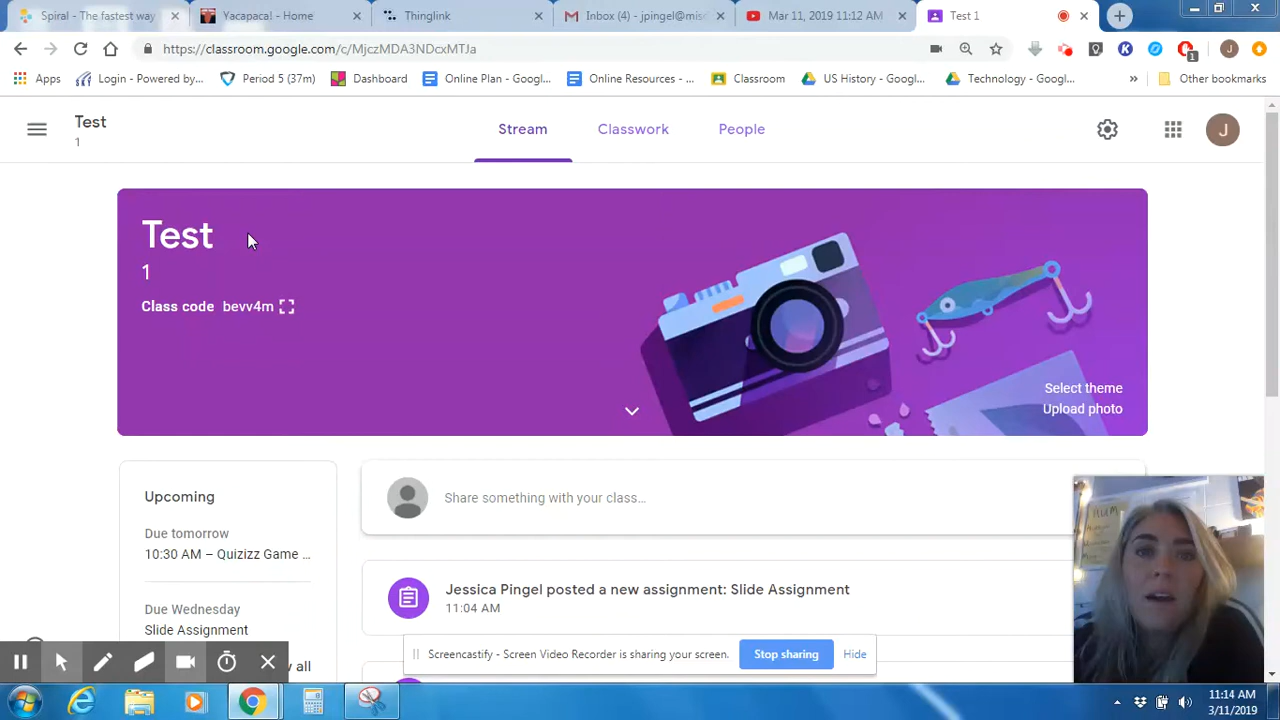 Spiral - The fastest way
Yacapaca! - Home
Thinglink
Inbox (4) - jpingel@mise
Mar 11, 2019 11:12 AM
Test 1
https://classroom.google.com/c/MjczMDA3NDcxMTJa
Apps
Login - Powered by...
Period 5 (37m)
Dashboard
Online Plan - Googl...
Online Resources - ...
Classroom
US History - Googl...
Technology - Googl...
»
Other bookmarks
Test
1
Stream
Classwork
People
J
Test
1
Class code bevv4m
Select theme
Upload photo
Upcoming
Due tomorrow
10:30 AM – Quizizz Game ...
Due Wednesday
Slide Assignment
Share something with your class...
Jessica Pingel posted a new assignment: Slide Assignment
11:04 AM
Screencastify - Screen Video Recorder is sharing your screen.
Stop sharing
Hide
11:14 AM
3/11/2019